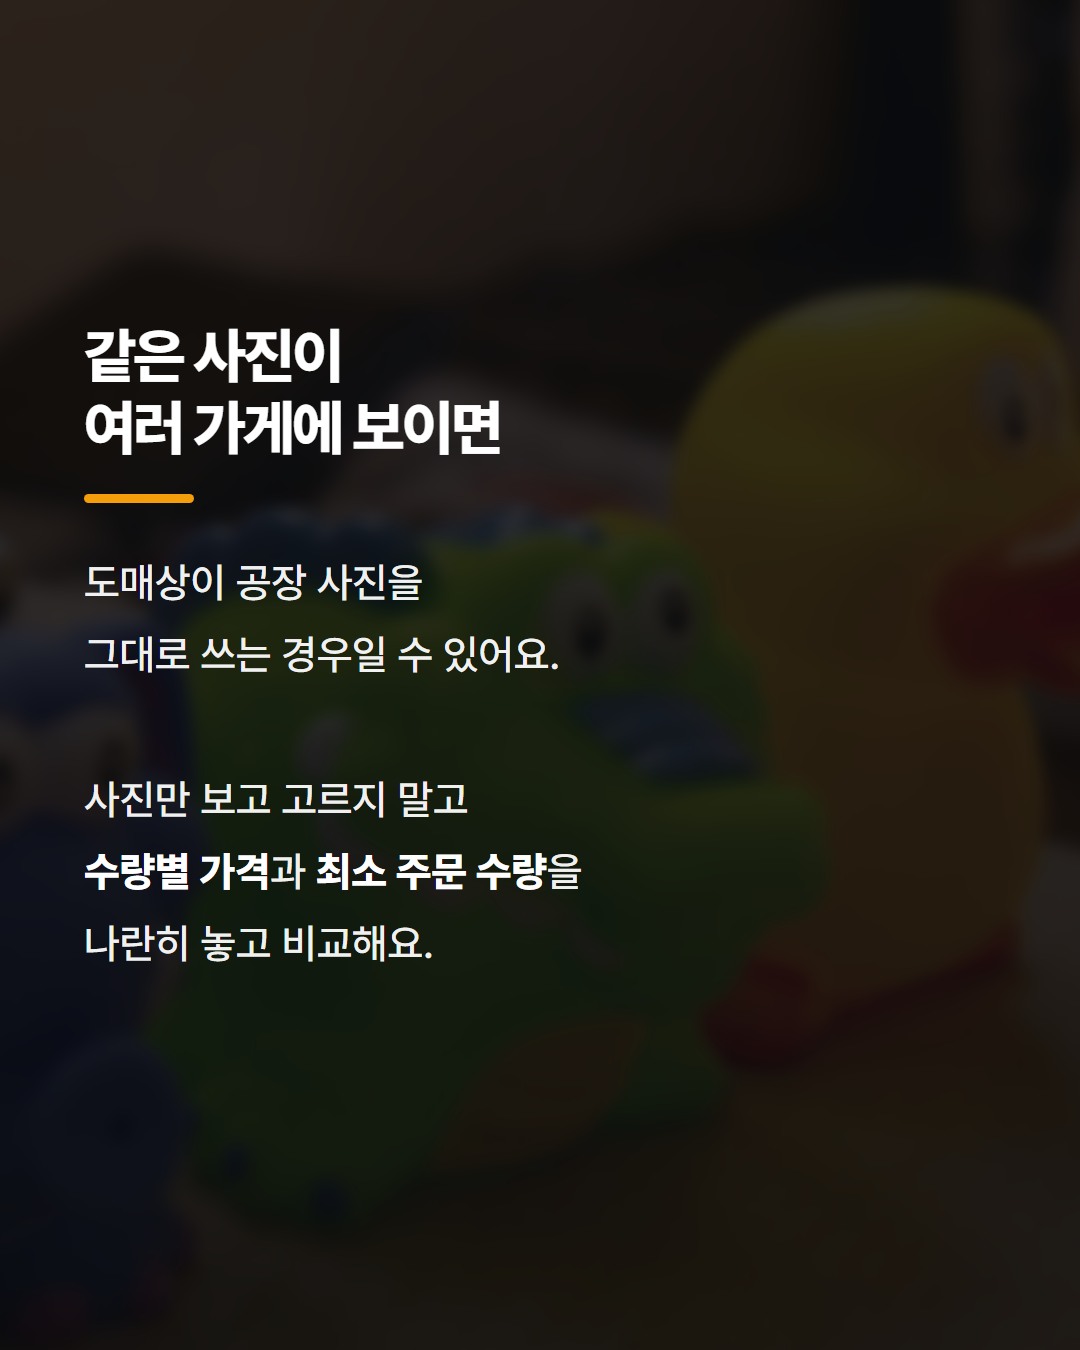 같은 사진이
여러 가게에 보이면
도매상이 공장 사진을
그대로 쓰는 경우일 수 있어요.
사진만 보고 고르지 말고
수량별 가격과 최소 주문 수량을
나란히 놓고 비교해요.